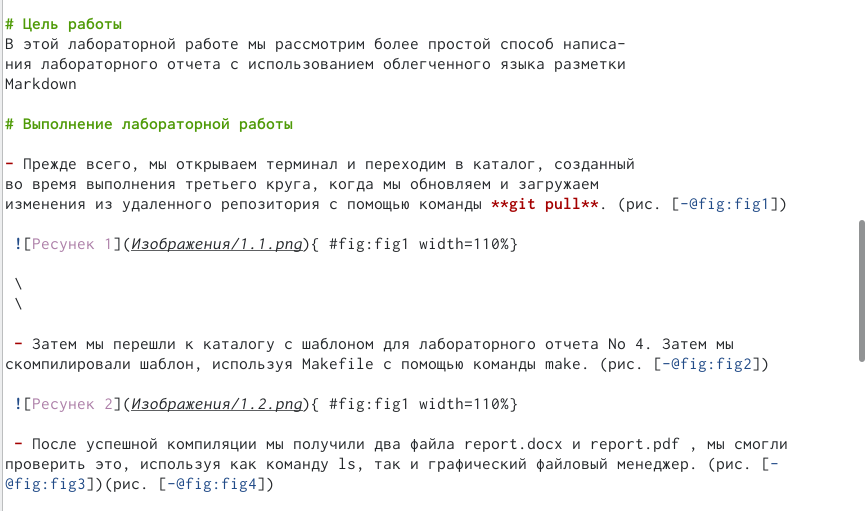 # Цель работы
В этой лабораторной работе мы рассмотрим более простой способ написа-
ния лабораторного отчета с использованием облегченного языка разметки
Markdown
# Выполнение лабораторной работы
- Прежде всего, мы открываем терминал и переходим в каталог, созданный
во время выполнения третьего круга, когда мы обновляем и загружаем
изменения из удаленного репозитория с помощью команды **git pull**. (рис. [-@fig:fig1])
![Ресунек 1](Изображения/1.1.png){ #fig:fig1 width=110%}
\
\
- Затем мы перешли к каталогу с шаблоном для лабораторного отчета No 4. Затем мы
скомпилировали шаблон, используя Makefile с помощью команды make. (рис. [-@fig:fig2])
![Ресунек 2](Изображения/1.2.png){ #fig:fig1 width=110%}
- После успешной компиляции мы получили два файла report.docx и report.pdf , мы смогли
проверить это, используя как команду ls, так и графический файловый менеджер. (рис. [-
@fig:fig3])(рис. [-@fig:fig4])